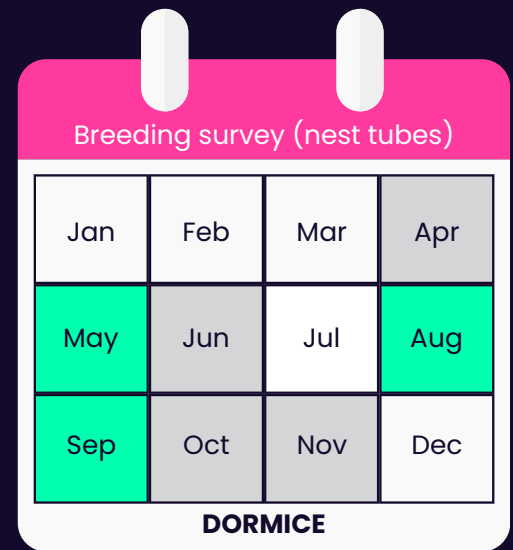 Breeding survey (nest tubes)
Jan Feb Mar Apr
May Jun Jul Aug
Sep Oct Nov Dec
DORMICE